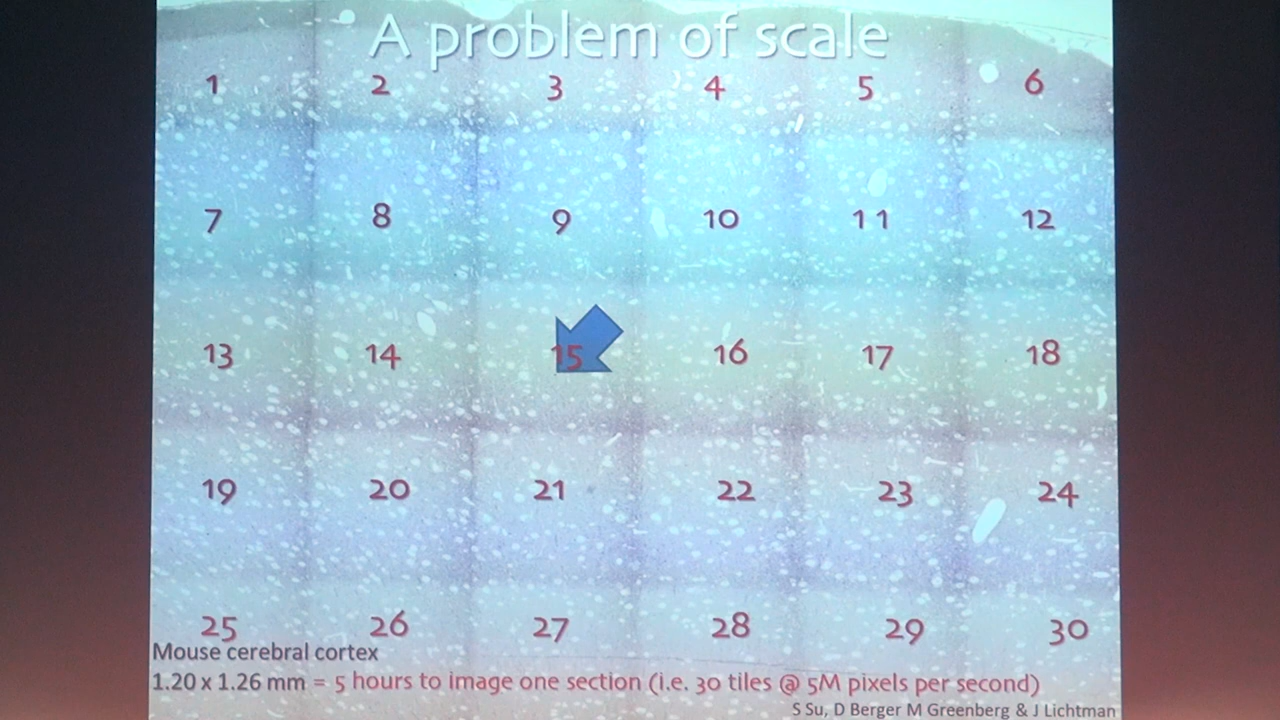 A problem of scale
1 2 3 4 5 6
7 8 9 10 11 12
13 14 15 16 17 18
19 20 21 22 23 24
25 26 27 28 29 30
Mouse cerebral cortex
1.20 x 1.26 mm = 5 hours to image one section (i.e. 30 tiles @ 5M pixels per second)
S Su, D Berger M Greenberg & J Lichtman